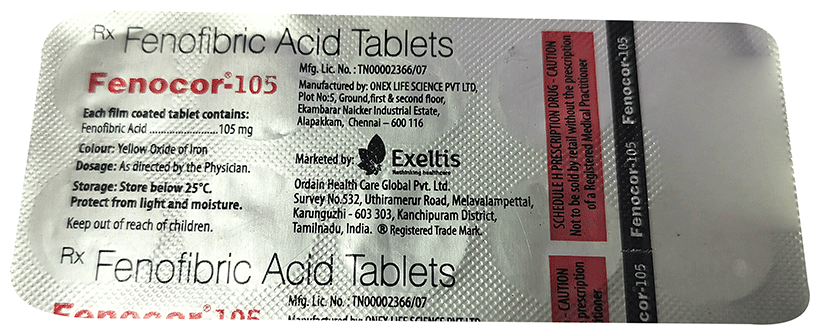 Rx Fenofibric Acid Tablets
Fenocor®-105
Each film coated tablet contains:
Fenofibric Acid ........................105 mg
Colour: Yellow Oxide of Iron
Dosage: As directed by the Physician.
Storage: Store below 25°C.
Protect from light and moisture.
Keep out of reach of children.
Mfg. Lic. No. : TN00002366/07
Manufactured by: ONEX LIFE SCIENCE PVT LTD,
Plot No:5, Ground,first & second floor,
Ekambarar Naicker Industrial Estate,
Alapakkam, Chennai – 600 116
Marketed by:
Exeltis
Rethinking healthcare
Ordain Health Care Global Pvt. Ltd.
Survey No.532, Uthiramerur Road, Melavalampettai,
Karunguzhi - 603 303, Kanchipuram District,
Tamilnadu, India. ® Registered Trade Mark.
SCHEDULE H PRESCRIPTION DRUG - CAUTION
Not to be sold by retail without the prescription
of a Registered Medical Practitioner
Fenocor-105
Fenocor-105
Rx Fenofibric Acid Tablets
Fenocor®-105
Mfg. Lic. No. : TN00002366/07
Manufactured by: ONEX LIFE SCIENCE PVT LTD
- CAUTION
prescription
tioner
cor-105